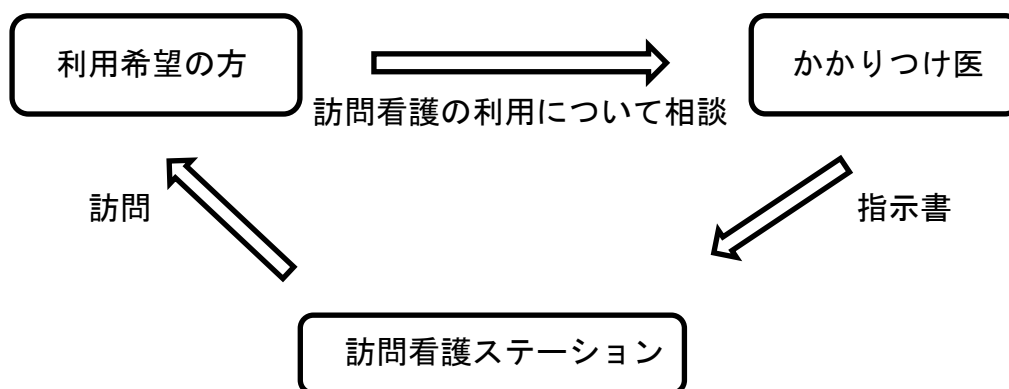 利用希望の方
かかりつけ医
訪問看護の利用について相談
訪問
指示書
訪問看護ステーション